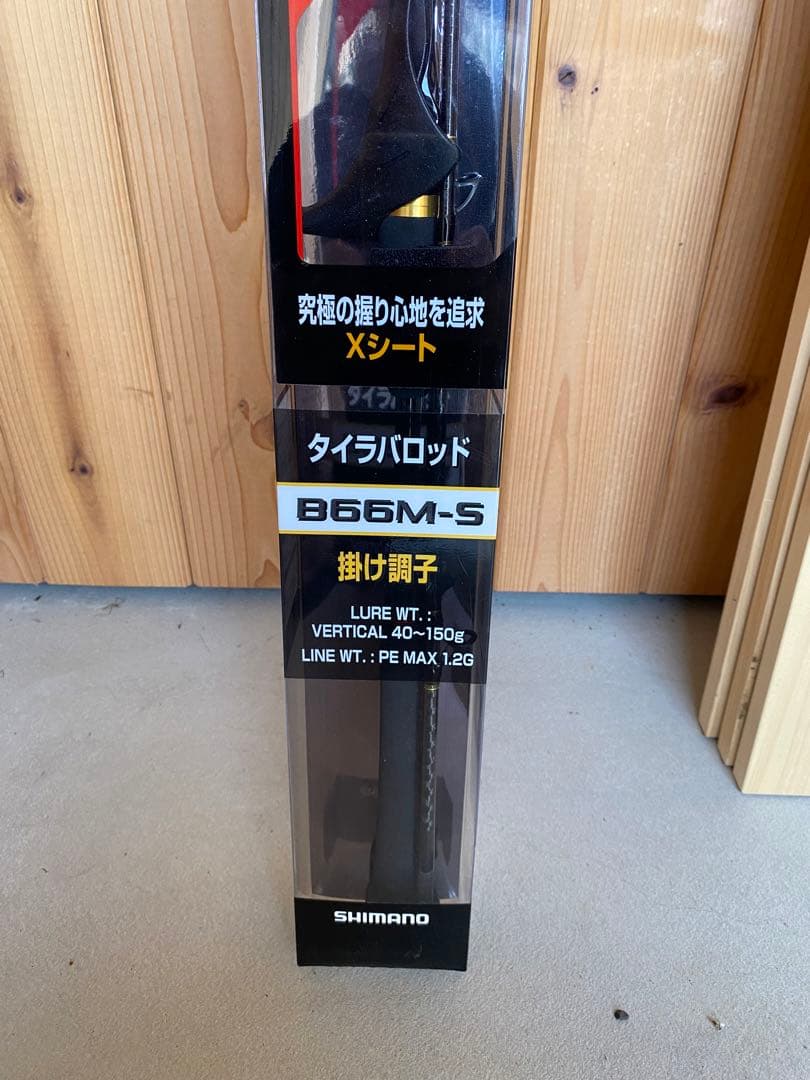 究極の握り心地を追求
Xシート
タイラバロッド
B66M-S
掛け調子
LURE WT. :
VERTICAL 40~150g
LINE WT. : PE MAX 1.2G
SHIMANO